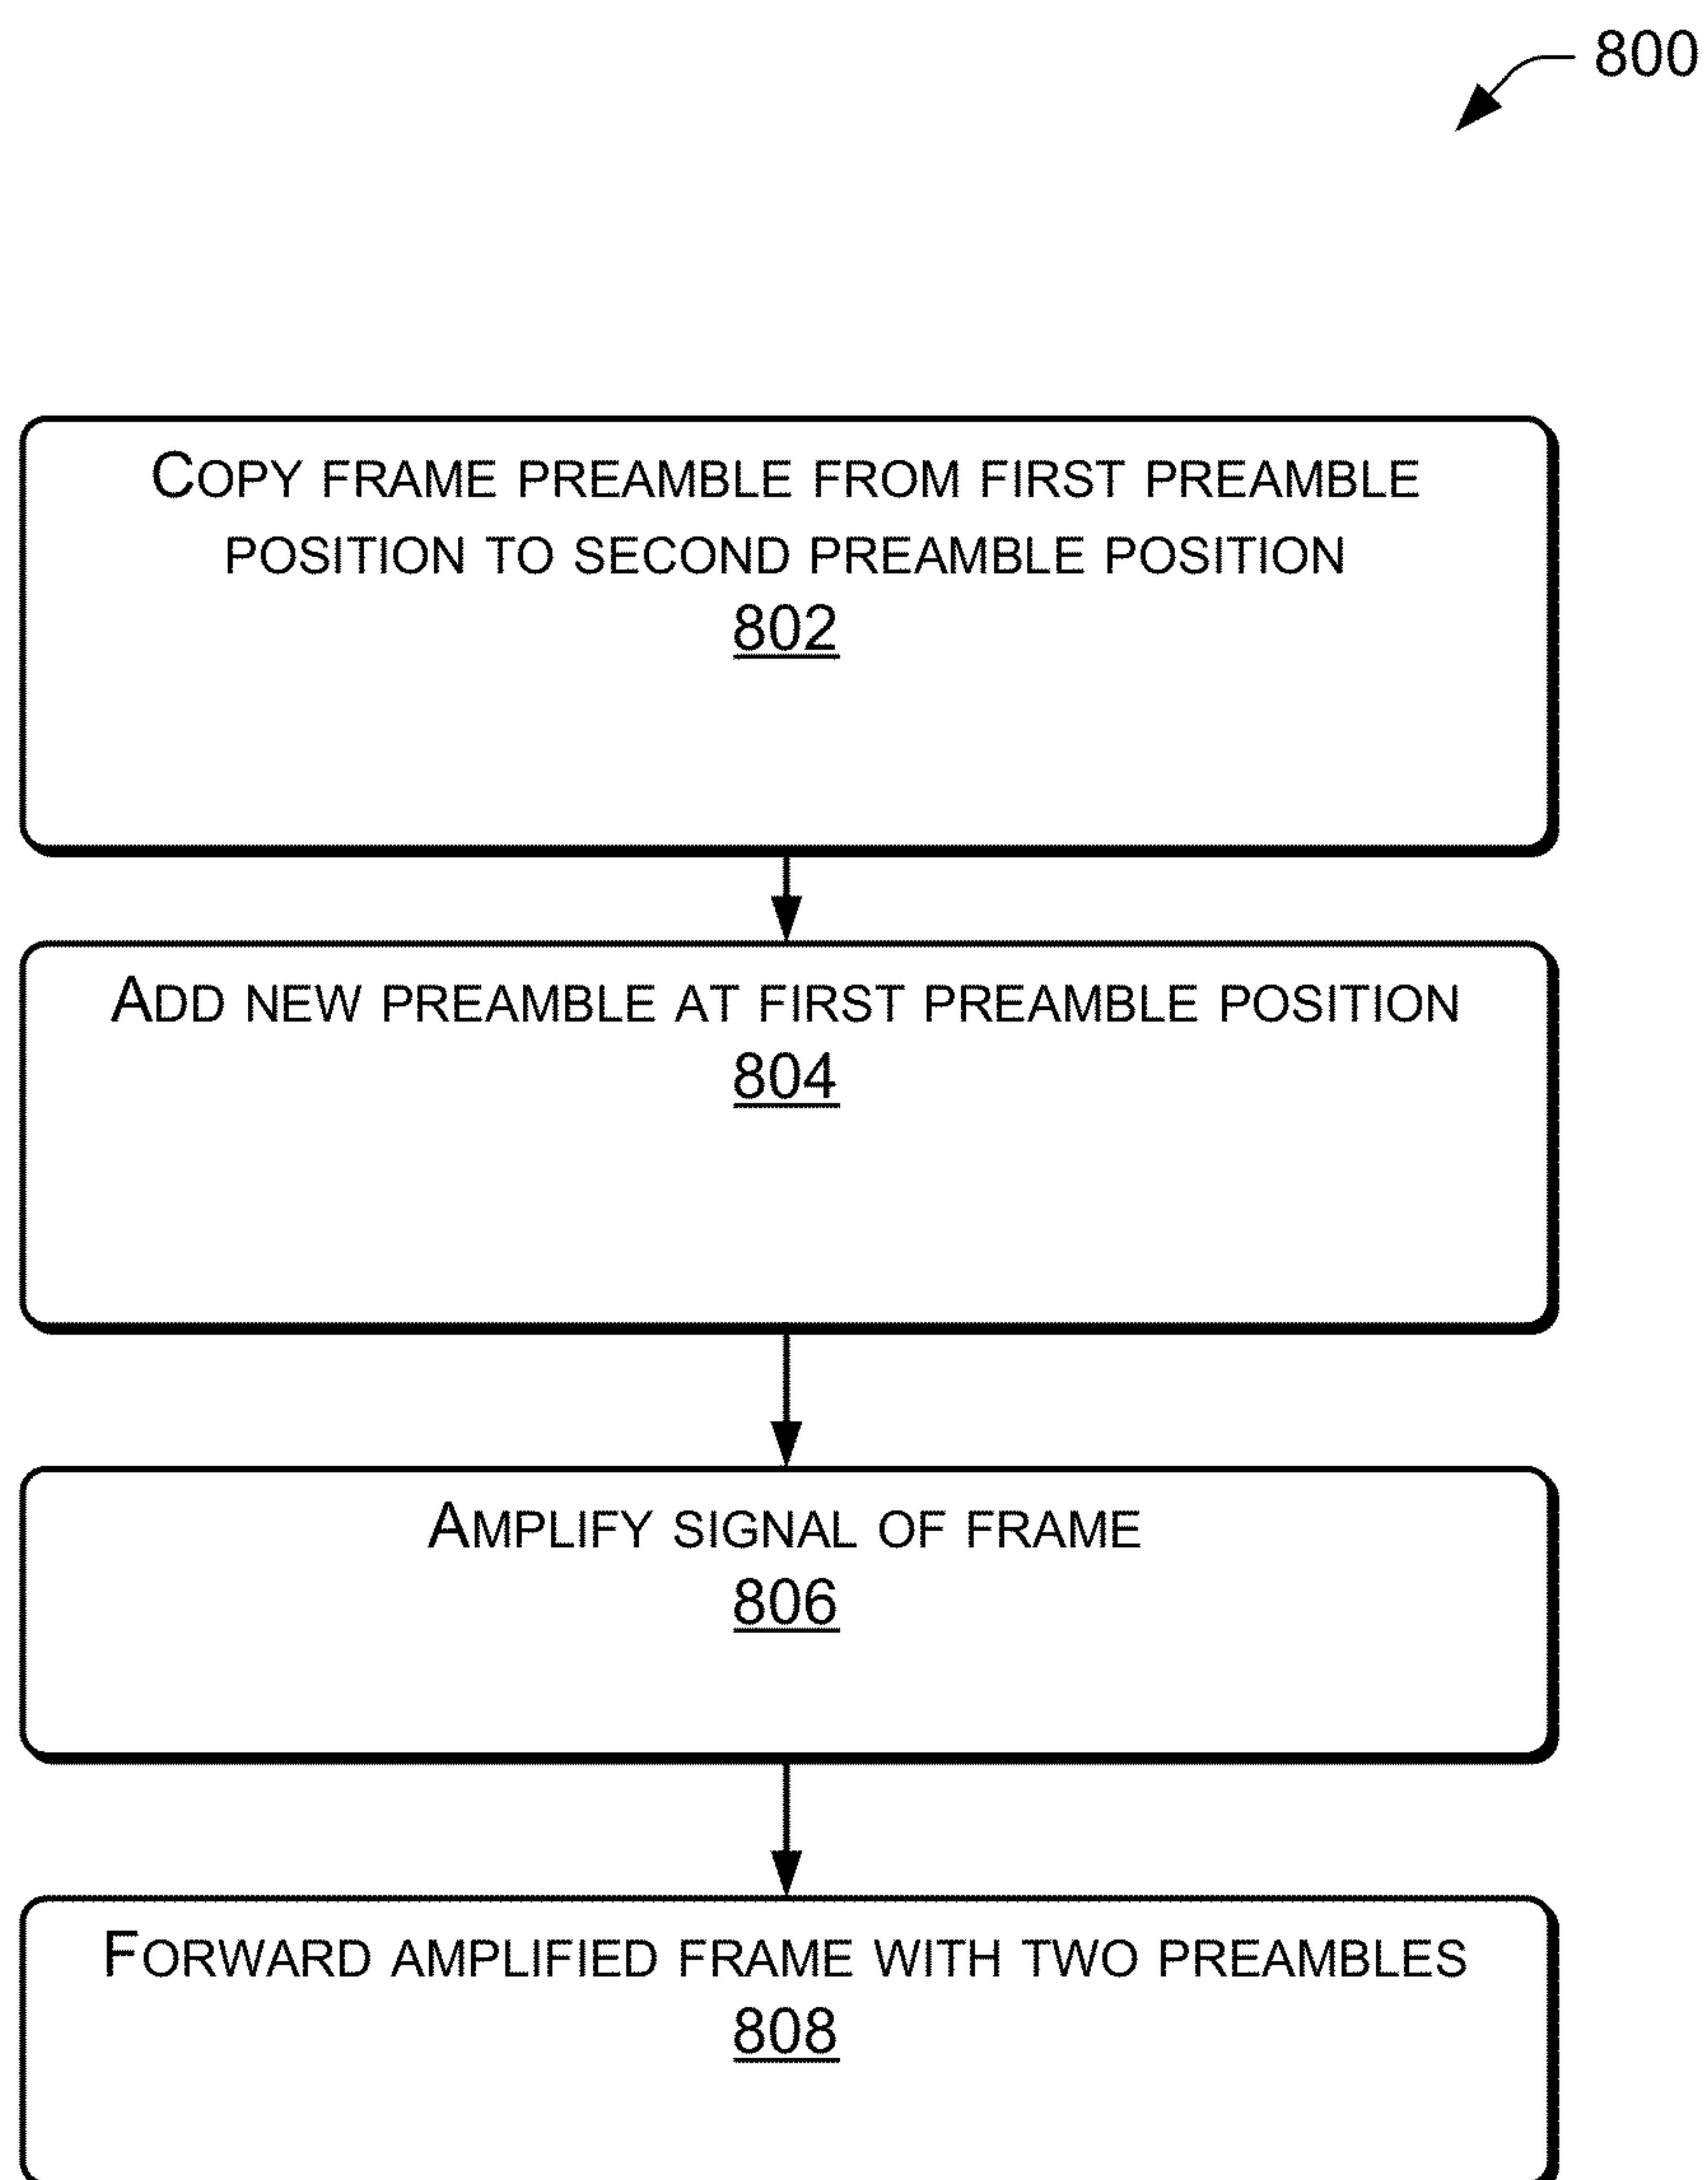 800
COPY FRAME PREAMBLE FROM FIRST PREAMBLE
POSITION TO SECOND PREAMBLE POSITION
802
ADD NEW PREAMBLE AT FIRST PREAMBLE POSITION
804
AMPLIFY SIGNAL OF FRAME
806
FORWARD AMPLIFIED FRAME WITH TWO PREAMBLES
808